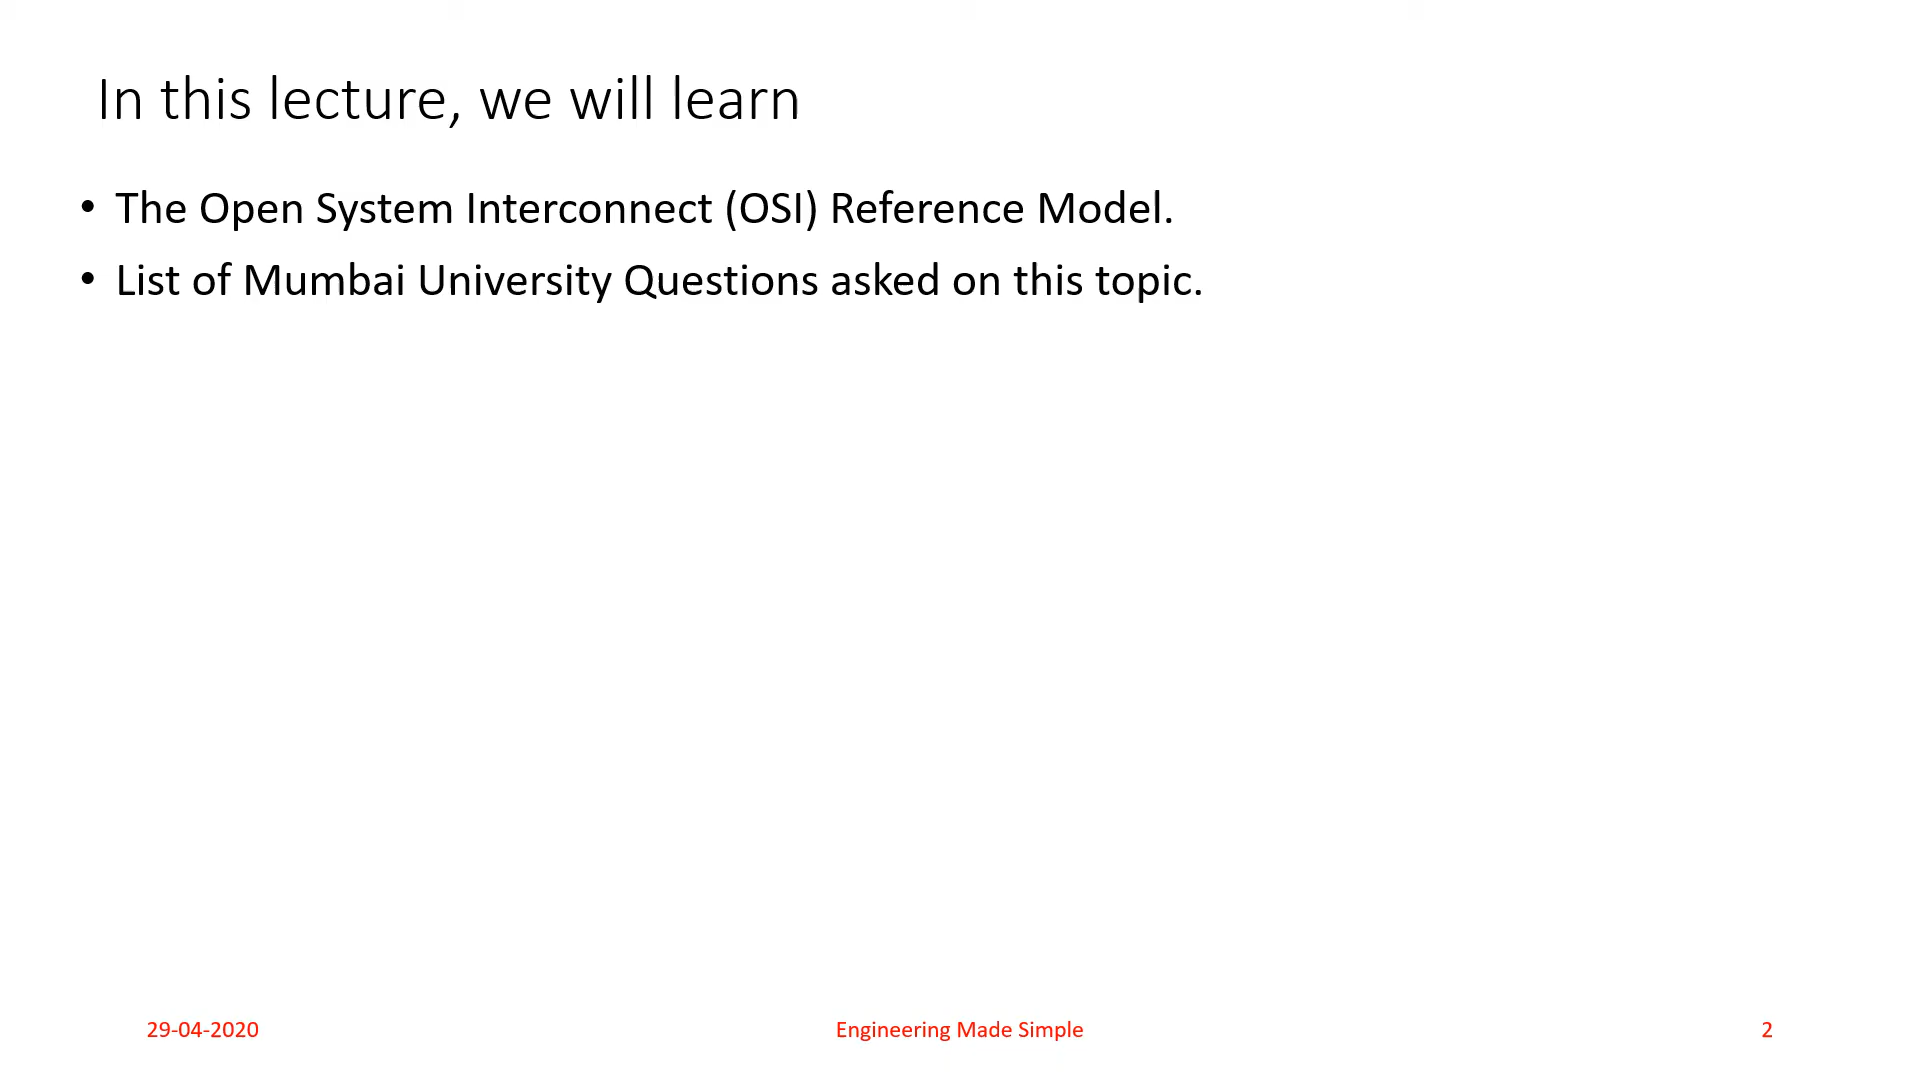 In this lecture, we will learn
• The Open System Interconnect (OSI) Reference Model.
• List of Mumbai University Questions asked on this topic.
29-04-2020
Engineering Made Simple
2